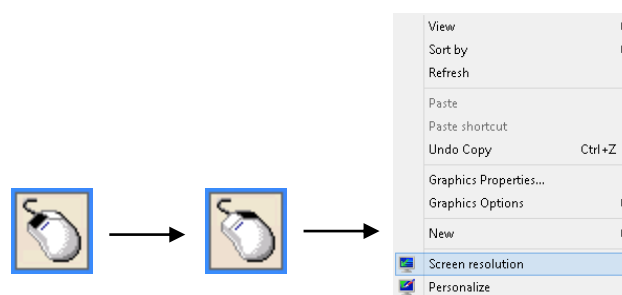 View
Sort by
Refresh
Paste
Paste shortcut
Undo Copy Ctrl+Z
Graphics Properties...
Graphics Options
New
Screen resolution
Personalize